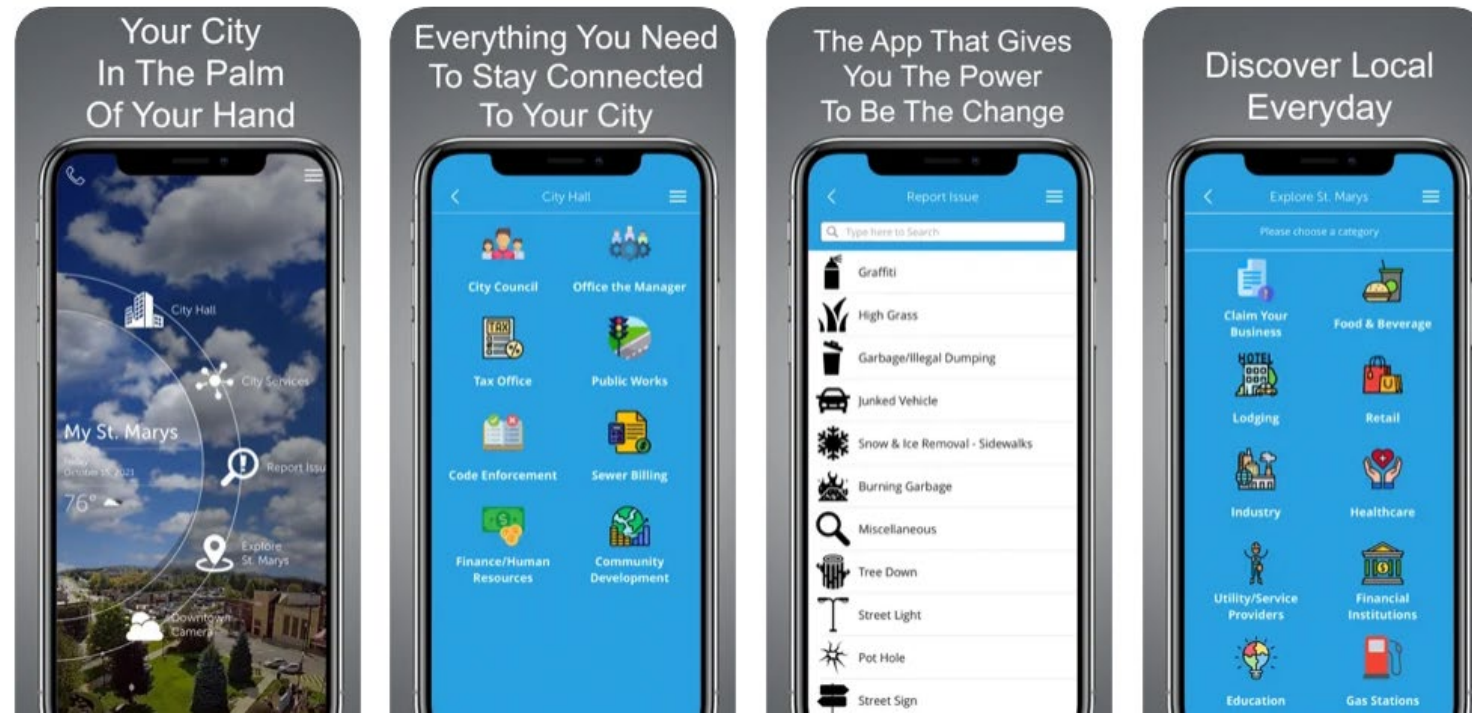 Your City
In The Palm
Of Your Hand
City Hall
City Services
My St. Marys
Friday
October 15, 2021
76°
Report Issu
Explore
St. Marys
Downtown
Camera
Everything You Need
To Stay Connected
To Your City
City Hall
City Council
Office the Manager
TAX
Tax Office
Public Works
Code Enforcement
Sewer Billing
Finance/Human
Resources
Community
Development
The App That Gives
You The Power
To Be The Change
Report Issue
Type here to Search
Graffiti
High Grass
Garbage/Illegal Dumping
Junked Vehicle
Snow & Ice Removal - Sidewalks
Burning Garbage
Miscellaneous
Tree Down
Street Light
Pot Hole
Street Sign
Discover Local
Everyday
Explore St. Marys
Please choose a category
Claim Your
Business
Food & Beverage
HOTEL
Lodging
Retail
Industry
Healthcare
Utility/Service
Providers
Financial
Institutions
Education
Gas Stations